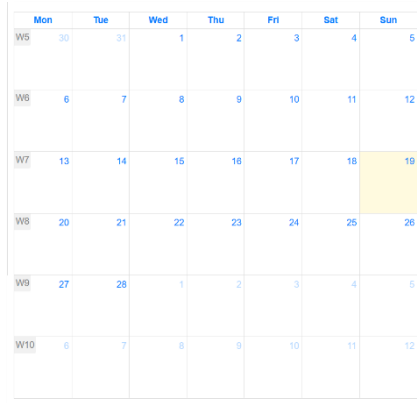 Mon Tue Wed Thu Fri Sat Sun
W5 30 31 1 2 3 4 5
W6 6 7 8 9 10 11 12
W7 13 14 15 16 17 18 19
W8 20 21 22 23 24 25 26
W9 27 28 1 2 3 4 5
W10 6 7 8 9 10 11 12